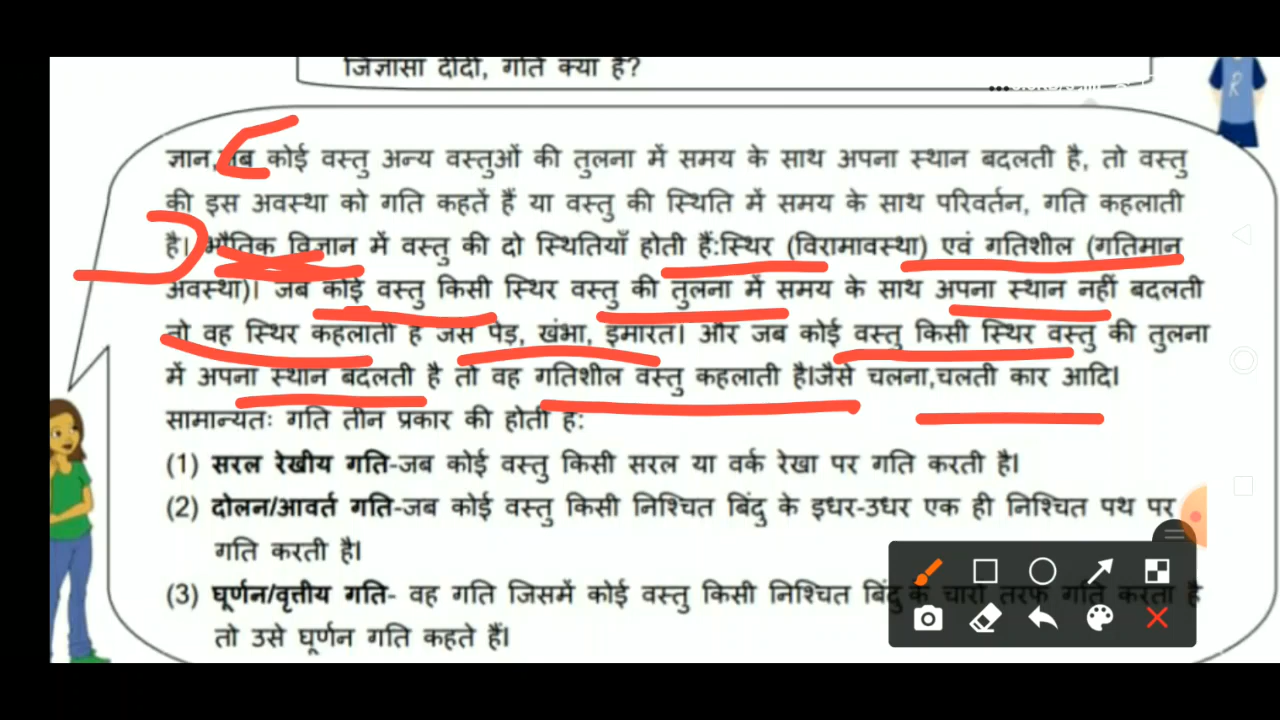 जिज्ञासा दीदी, गति क्या है?
ज्ञान,जब कोई वस्तु अन्य वस्तुओं की तुलना में समय के साथ अपना स्थान बदलती है, तो वस्तु
की इस अवस्था को गति कहतें हैं या वस्तु की स्थिति में समय के साथ परिवर्तन, गति कहलाती
है। भौतिक विज्ञान में वस्तु की दो स्थितियाँ होती हैं:स्थिर (विरामावस्था) एवं गतिशील (गतिमान
अवस्था)। जब कोई वस्तु किसी स्थिर वस्तु की तुलना में समय के साथ अपना स्थान नहीं बदलती
तो वह स्थिर कहलाती है जैसे पेड़, खंभा, इमारत। और जब कोई वस्तु किसी स्थिर वस्तु की तुलना
में अपना स्थान बदलती है तो वह गतिशील वस्तु कहलाती है।जैसे चलना,चलती कार आदि।
सामान्यतः गति तीन प्रकार की होती है:
(1) सरल रेखीय गति-जब कोई वस्तु किसी सरल या वर्क रेखा पर गति करती है।
(2) दोलन/आवर्त गति-जब कोई वस्तु किसी निश्चित बिंदु के इधर-उधर एक ही निश्चित पथ पर
गति करती है।
(3) घूर्णन/वृत्तीय गति- वह गति जिसमें कोई वस्तु किसी निश्चित बिंदु के चारों तरफ गति करता है
तो उसे घूर्णन गति कहते हैं।
R